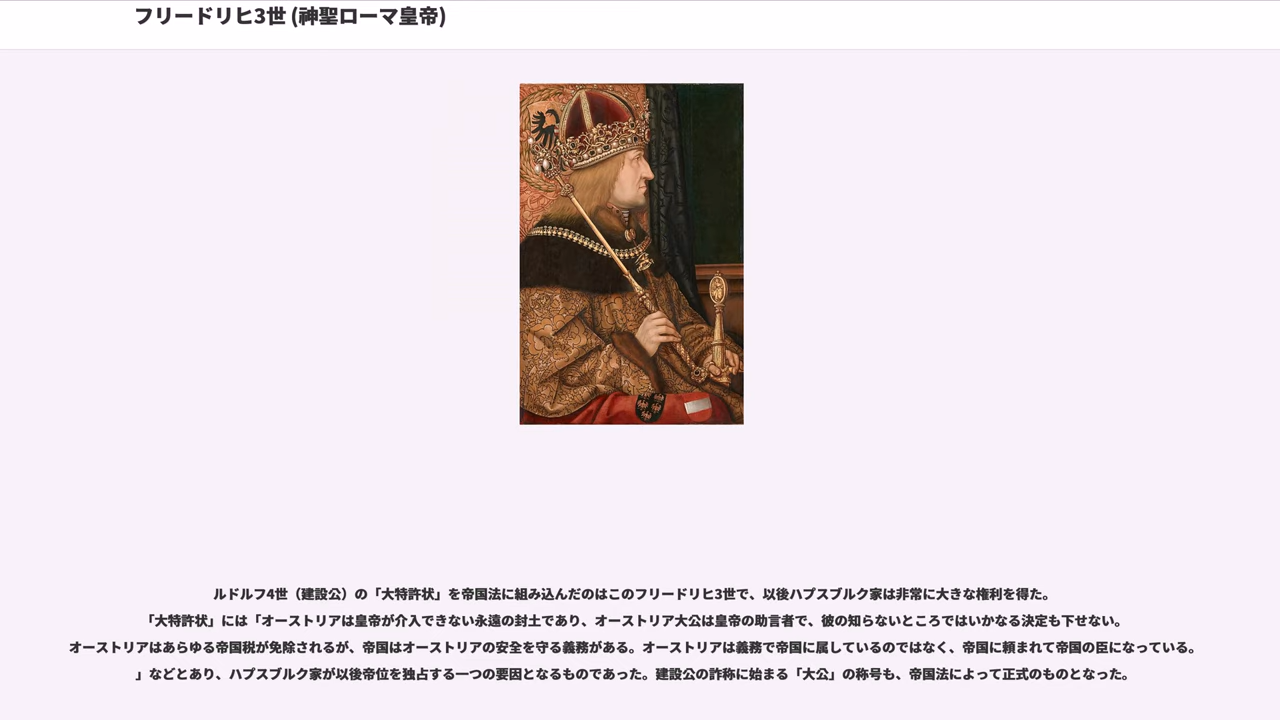 フリードリヒ3世 (神聖ローマ皇帝)
ルドルフ4世（建設公）の「大特許状」を帝国法に組み込んだのはこのフリードリヒ3世で、以後ハプスブルク家は非常に大きな権利を得た。
「大特許状」には「オーストリアは皇帝が介入できない永遠の封土であり、オーストリア大公は皇帝の助言者で、彼の知らないところではいかなる決定も下せない。
オーストリアはあらゆる帝国税が免除されるが、帝国はオーストリアの安全を守る義務がある。オーストリアは義務で帝国に属しているのではなく、帝国に頼まれて帝国の臣になっている。
」などとあり、ハプスブルク家が以後帝位を独占する一つの要因となるものであった。建設公の詐称に始まる「大公」の称号も、帝国法によって正式のものとなった。